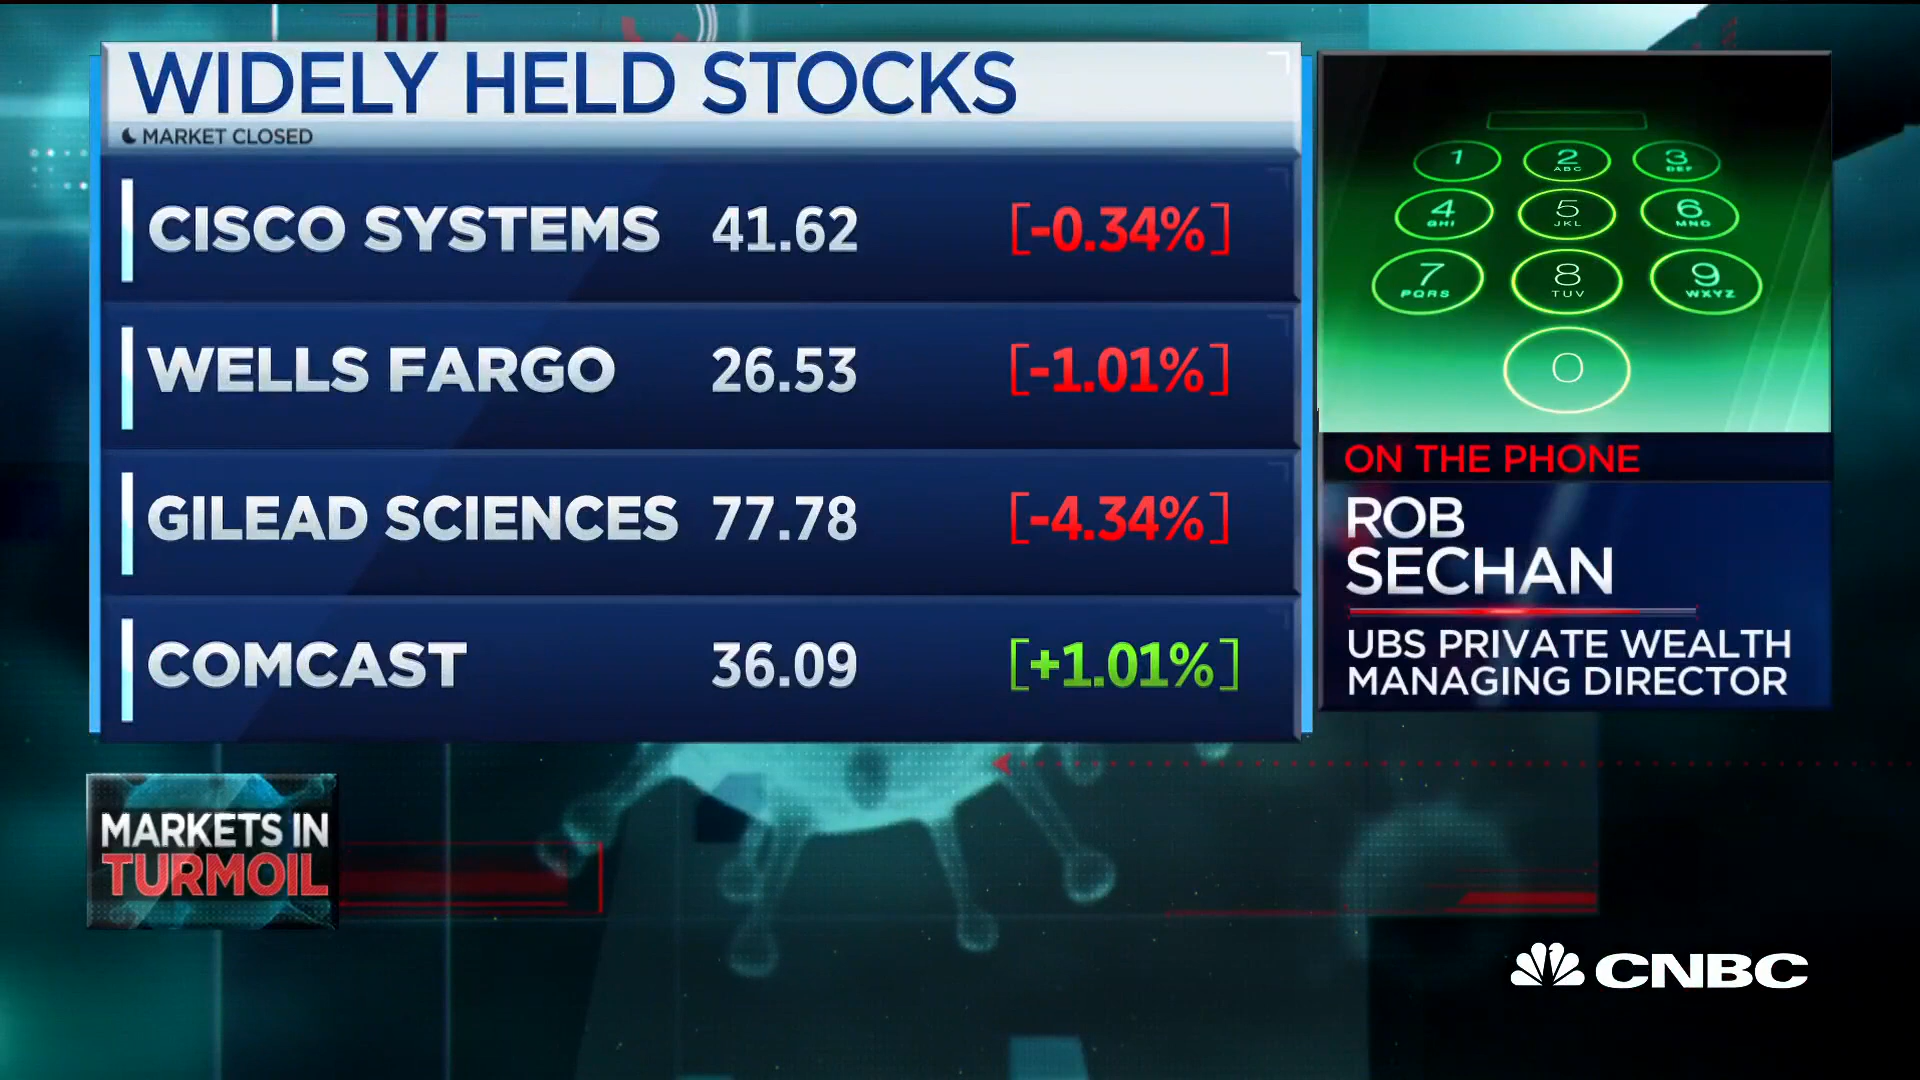 WIDELY HELD STOCKS
MARKET CLOSED
CISCO SYSTEMS 41.62 [-0.34%]
WELLS FARGO 26.53 [-1.01%]
GILEAD SCIENCES 77.78 [-4.34%]
COMCAST 36.09 [+1.01%]
1 2 3
ABC DEF
4 5 6
GHI JKL MNO
7 8 9
PQRS TUV WXYZ
0
ON THE PHONE
ROB
SECHAN
UBS PRIVATE WEALTH
MANAGING DIRECTOR
MARKETS IN
TURMOIL
CNBC